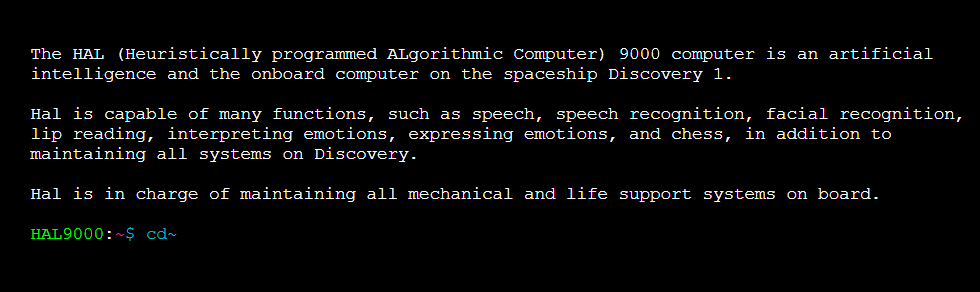 The HAL (Heuristically programmed ALgorithmic Computer) 9000 computer is an artificial
intelligence and the onboard computer on the spaceship Discovery 1.
Hal is capable of many functions, such as speech, speech recognition, facial recognition,
lip reading, interpreting emotions, expressing emotions, and chess, in addition to
maintaining all systems on Discovery.
Hal is in charge of maintaining all mechanical and life support systems on board.
HAL9000:~$ cd~